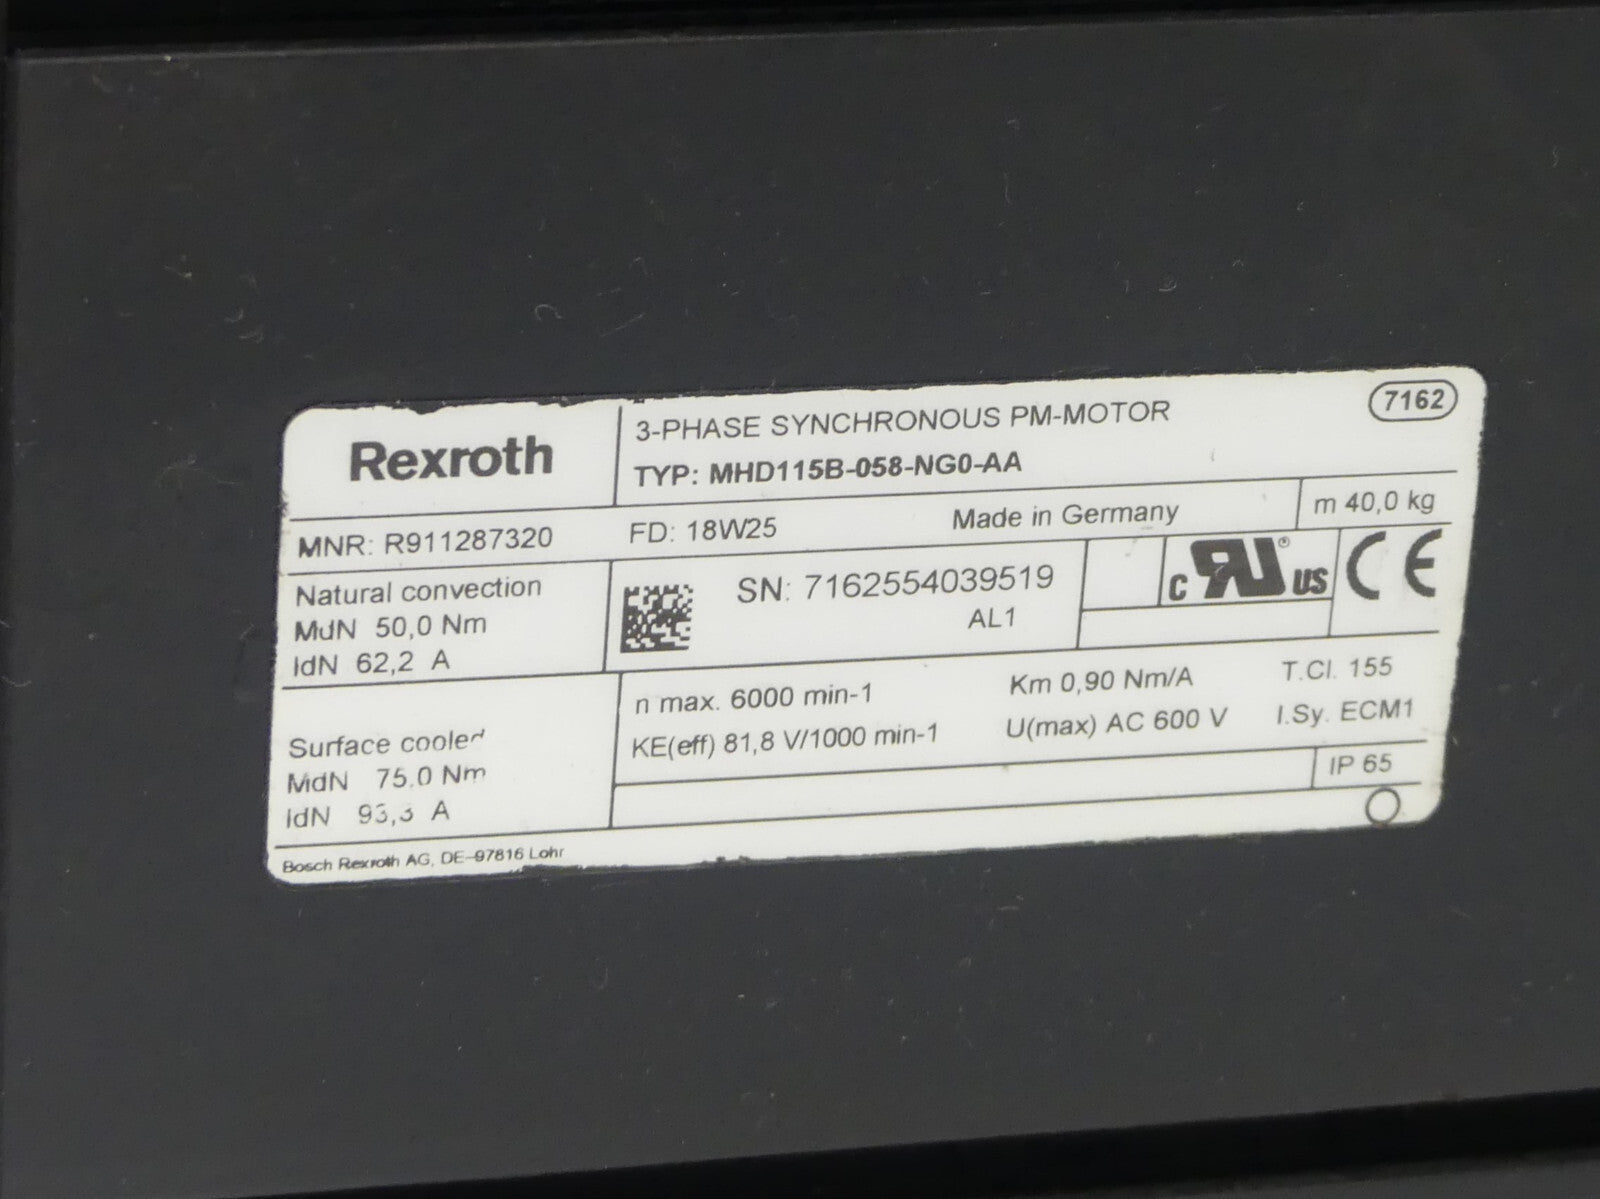 Rexroth
3-PHASE SYNCHRONOUS PM-MOTOR
7162
TYP: MHD115B-058-NG0-AA
MNR: R911287320 FD: 18W25 Made in Germany m 40,0 kg
Natural convection
MdN 50,0 Nm
IdN 62,2 A
SN: 7162554039519
AL1
c RU ® US CE
Surface cooled
MdN 75,0 Nm
IdN 93,3 A
n max. 6000 min-1 Km 0,90 Nm/A T.Cl. 155
KE(eff) 81,8 V/1000 min-1 U(max) AC 600 V I.Sy. ECM1
IP 65
Bosch Rexroth AG, DE-97816 Lohr